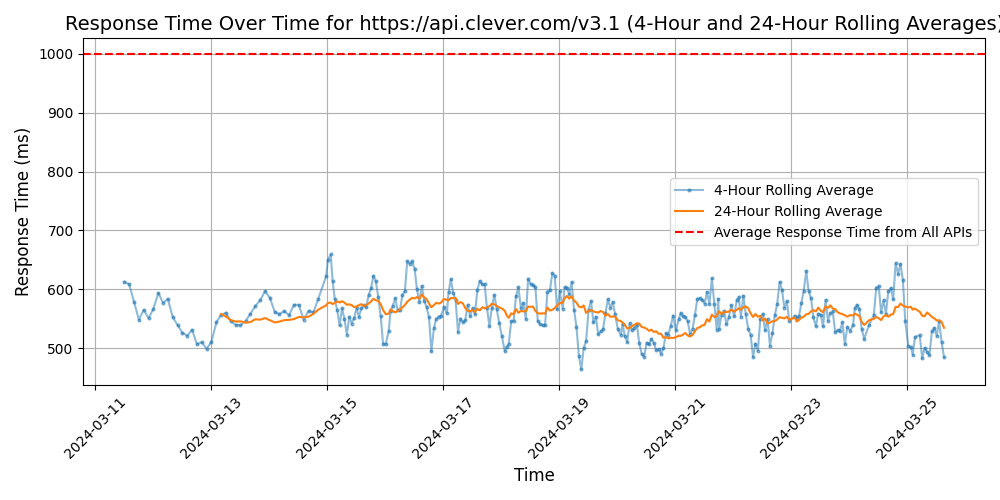 Response Time Over Time for https://api.clever.com/v3.1 (4-Hour and 24-Hour Rolling Averages)
1000
900
800
700
600
500
Response Time (ms)
4-Hour Rolling Average
24-Hour Rolling Average
Average Response Time from All APIs
2024-03-11
2024-03-13
2024-03-15
2024-03-17
2024-03-19
2024-03-21
2024-03-23
2024-03-25
Time